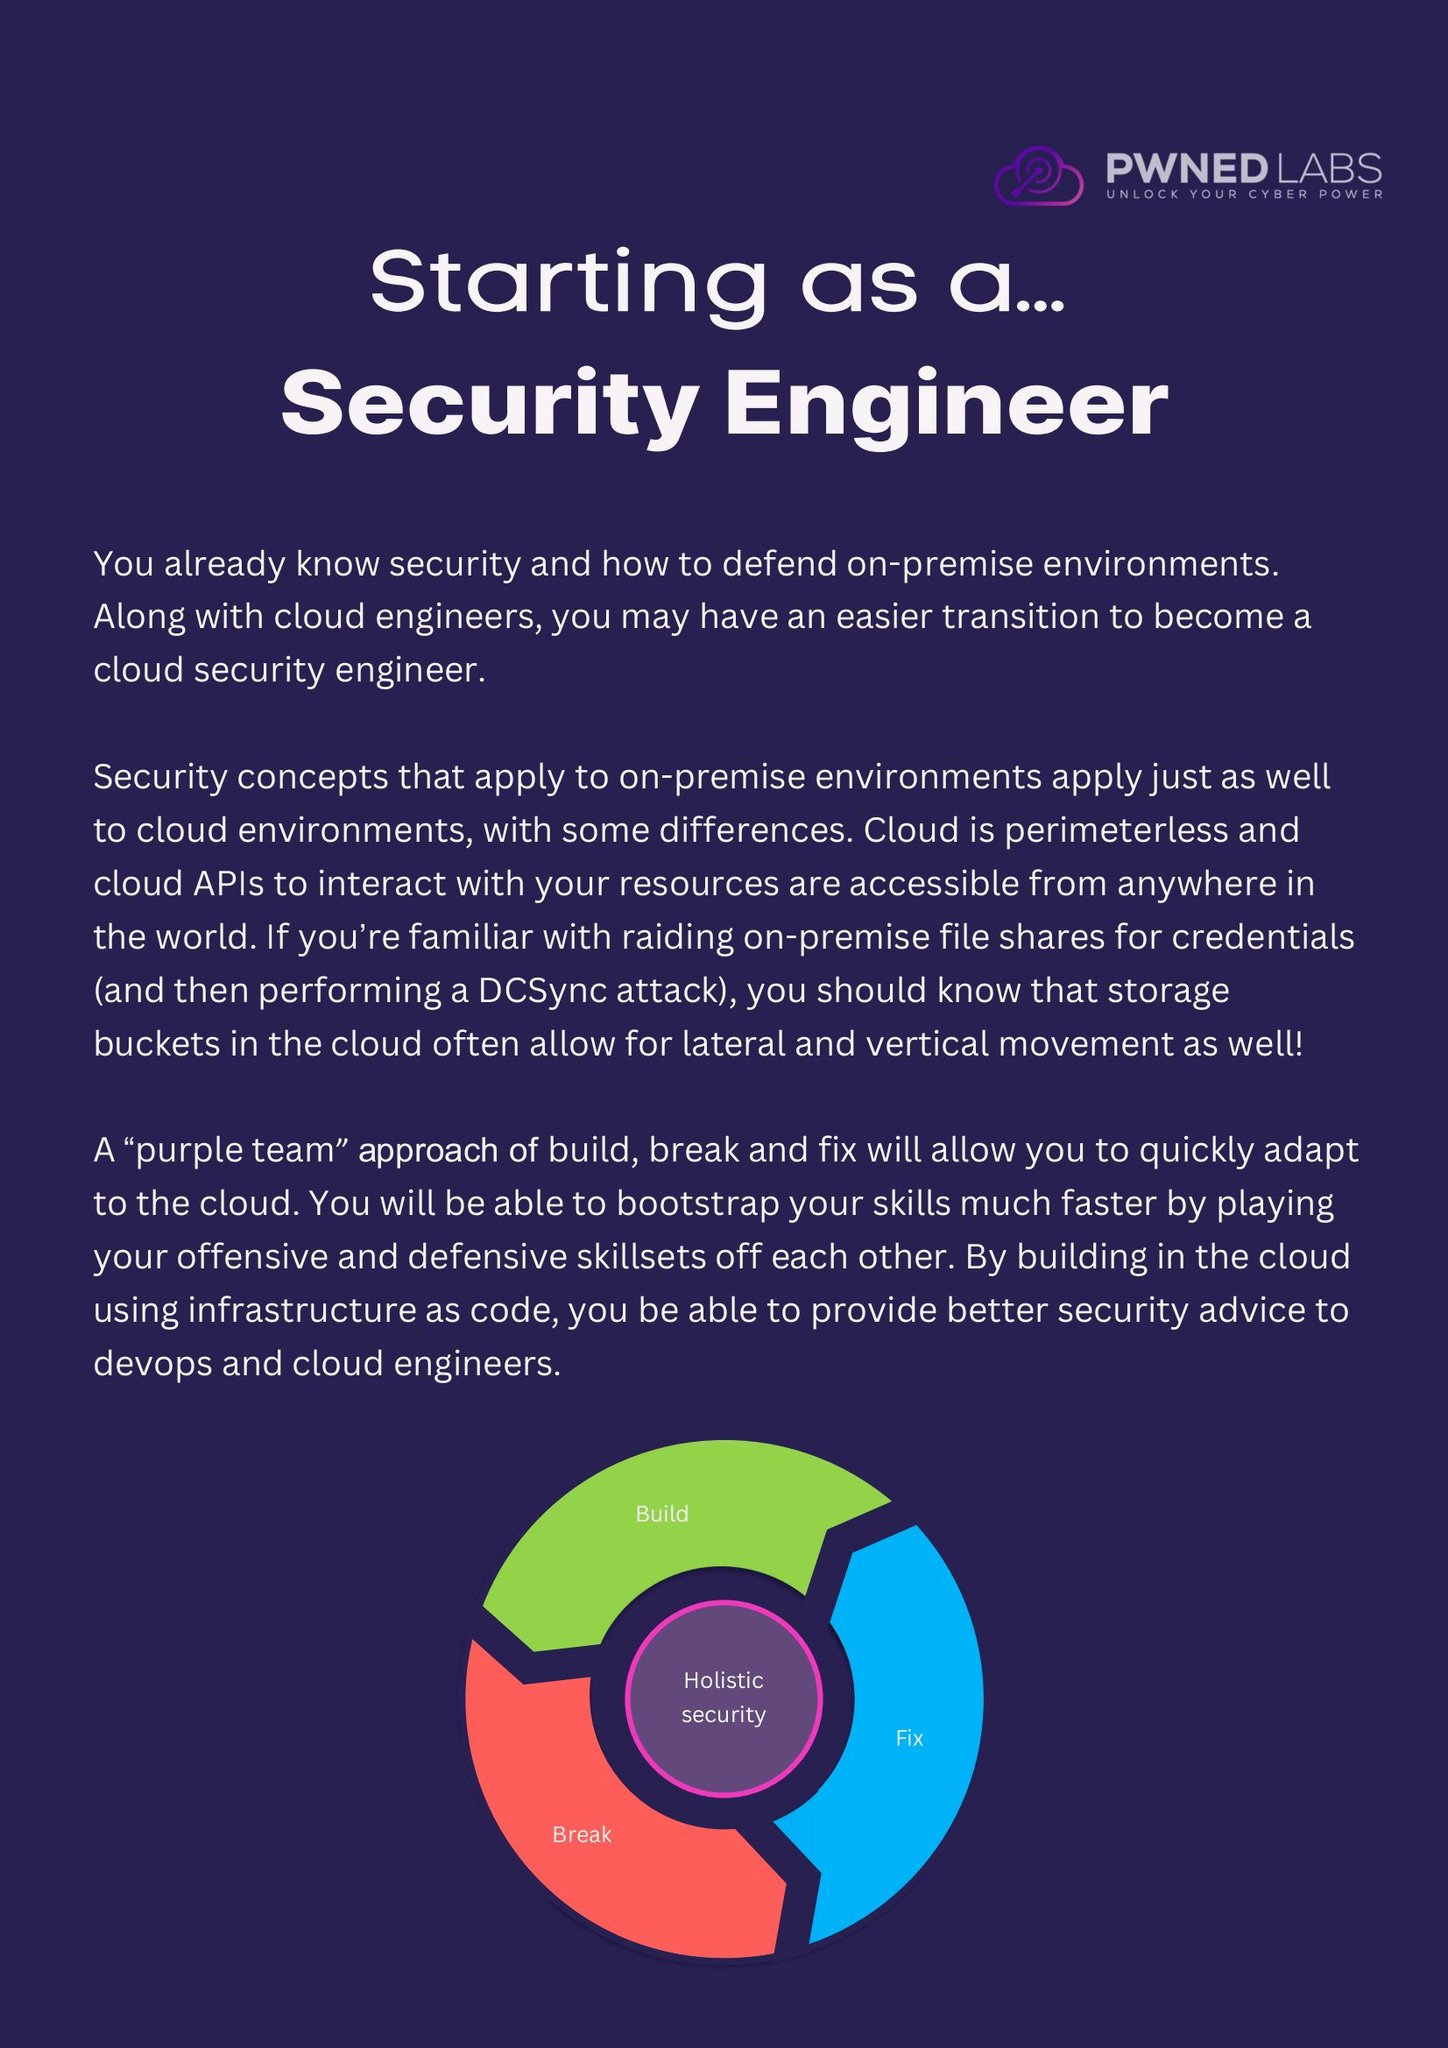 PWNED LABS
UNLOCK YOUR CYBER POWER
Starting as a...
Security Engineer
You already know security and how to defend on-premise environments.
Along with cloud engineers, you may have an easier transition to become a
cloud security engineer.
Security concepts that apply to on-premise environments apply just as well
to cloud environments, with some differences. Cloud is perimeterless and
cloud APIs to interact with your resources are accessible from anywhere in
the world. If you’re familiar with raiding on-premise file shares for credentials
(and then performing a DCSync attack), you should know that storage
buckets in the cloud often allow for lateral and vertical movement as well!
A “purple team” approach of build, break and fix will allow you to quickly adapt
to the cloud. You will be able to bootstrap your skills much faster by playing
your offensive and defensive skillsets off each other. By building in the cloud
using infrastructure as code, you be able to provide better security advice to
devops and cloud engineers.
Build
Holistic
security
Fix
Break